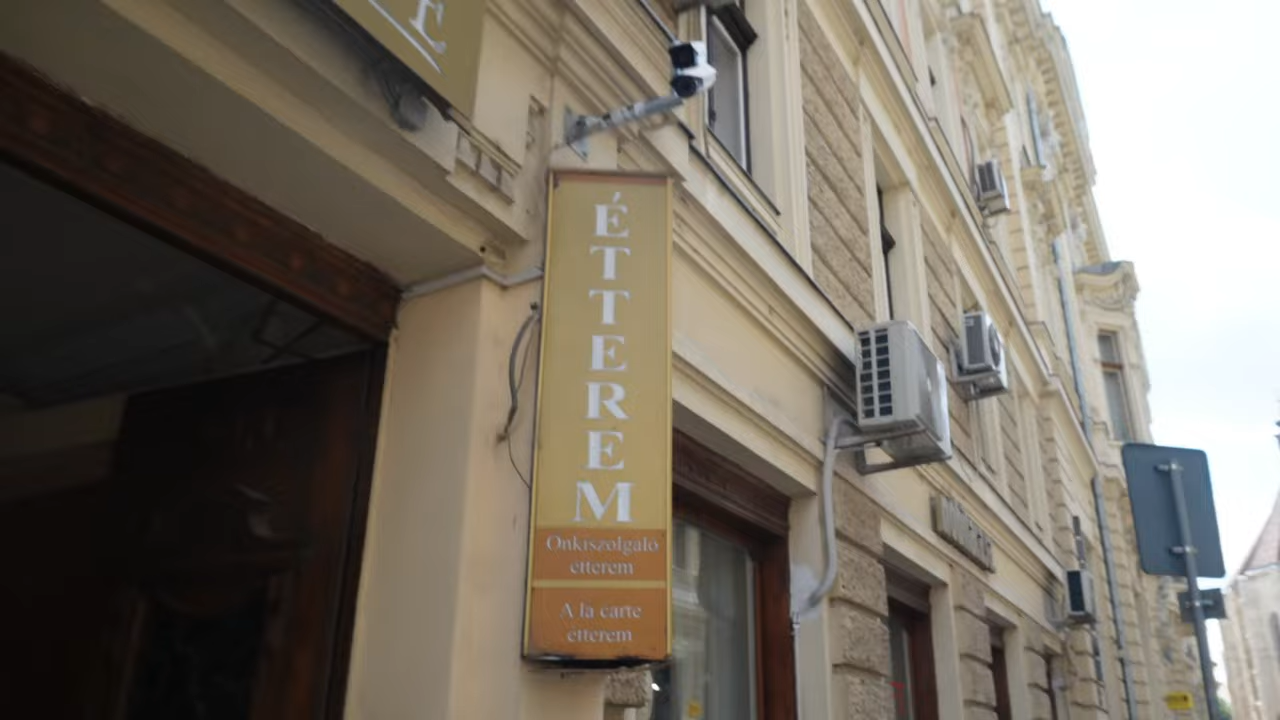 ÉTTEREM
Önkiszolgáló
étterem
A la carte
étterem